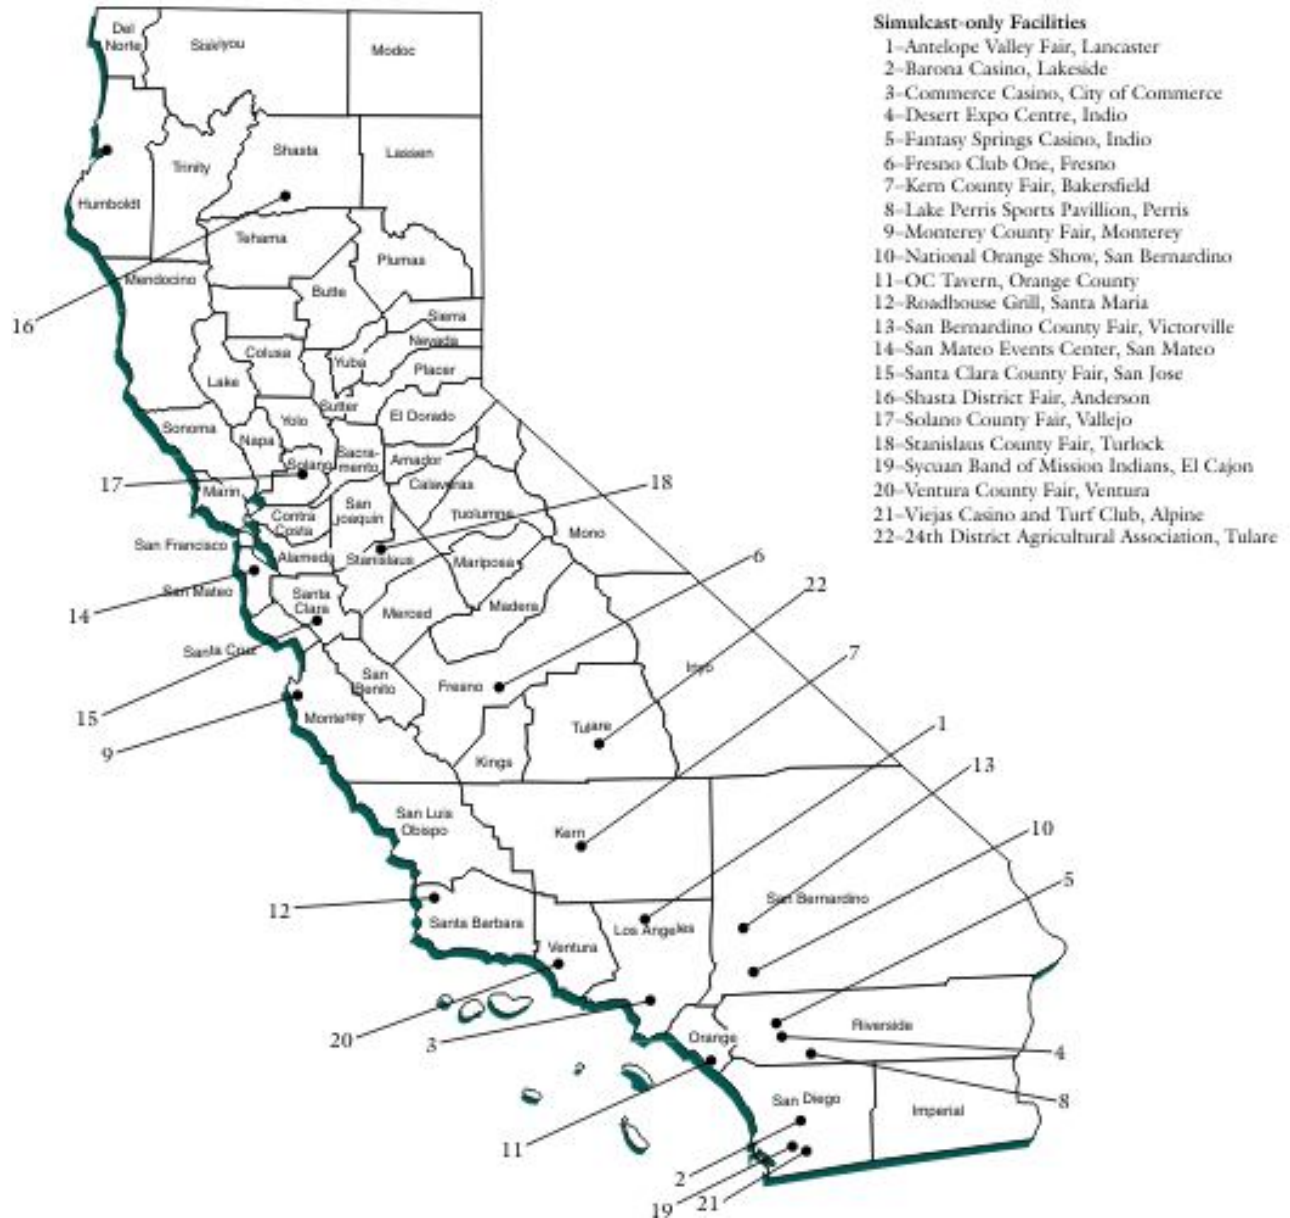 Simulcast-only Facilities
1–Antelope Valley Fair, Lancaster
2–Barona Casino, Lakeside
3–Commerce Casino, City of Commerce
4–Desert Expo Centre, Indio
5–Fantasy Springs Casino, Indio
6–Fresno Club One, Fresno
7–Kern County Fair, Bakersfield
8–Lake Perris Sports Pavillion, Perris
9–Monterey County Fair, Monterey
10–National Orange Show, San Bernardino
11–OC Tavern, Orange County
12–Roadhouse Grill, Santa Maria
13–San Bernardino County Fair, Victorville
14–San Mateo Events Center, San Mateo
15–Santa Clara County Fair, San Jose
16–Shasta District Fair, Anderson
17–Solano County Fair, Vallejo
18–Stanislaus County Fair, Turlock
19–Sycuan Band of Mission Indians, El Cajon
20–Ventura County Fair, Ventura
21–Viejas Casino and Turf Club, Alpine
22–24th District Agricultural Association, Tulare
Del
Norte
Siskiyou
Modoc
Trinity
Shasta
Lassen
Humboldt
Tehama
Plumas
Mendocino
Butte
16
Sierra
Nevada
Colusa
Yuba
Placer
Lake
Sutter
El Dorado
Yolo
Sonoma
Napa
Sacra-
mento
Amador
Solano
17
Marin
Calaveras
18
San
Joaquin
Contra
Costa
Tuolumne
Mono
San Francisco
Alameda
Stanislaus
Mariposa
6
22
San Mateo
14
Santa
Clara
Merced
Madera
Santa Cruz
7
Inyo
San
Benito
Fresno
15
Monterey
9
Tulare
1
Kings
13
San Luis
Obispo
Kern
10
5
San Bernardino
12
Santa Barbara
Los Angeles
Ventura
20
3
Orange
Riverside
4
8
San Diego
Imperial
11
2
19
21